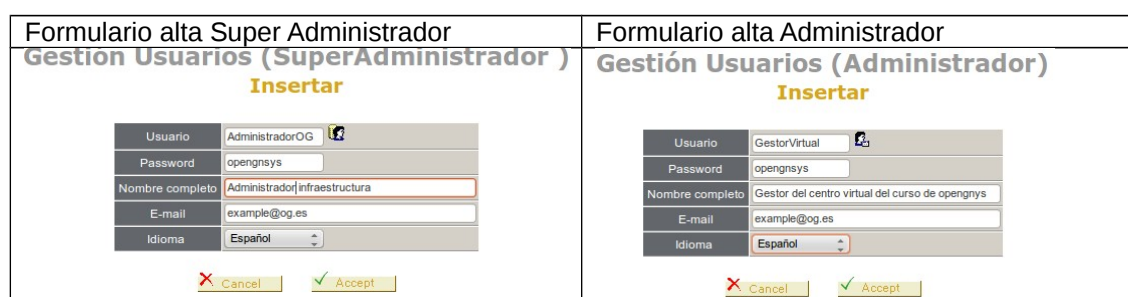 Formulario alta Super Administrador
Gestión Usuarios (SuperAdministrador )
Insertar
Usuario AdministradorOG
Password opengnsys
Nombre completo Administrador infraestructura
E-mail example@og.es
Idioma Español
Cancel Accept
Formulario alta Administrador
Gestión Usuarios (Administrador)
Insertar
Usuario GestorVirtual
Password opengnsys
Nombre completo Gestor del centro virtual del curso de opengnys
E-mail example@og.es
Idioma Español
Cancel Accept